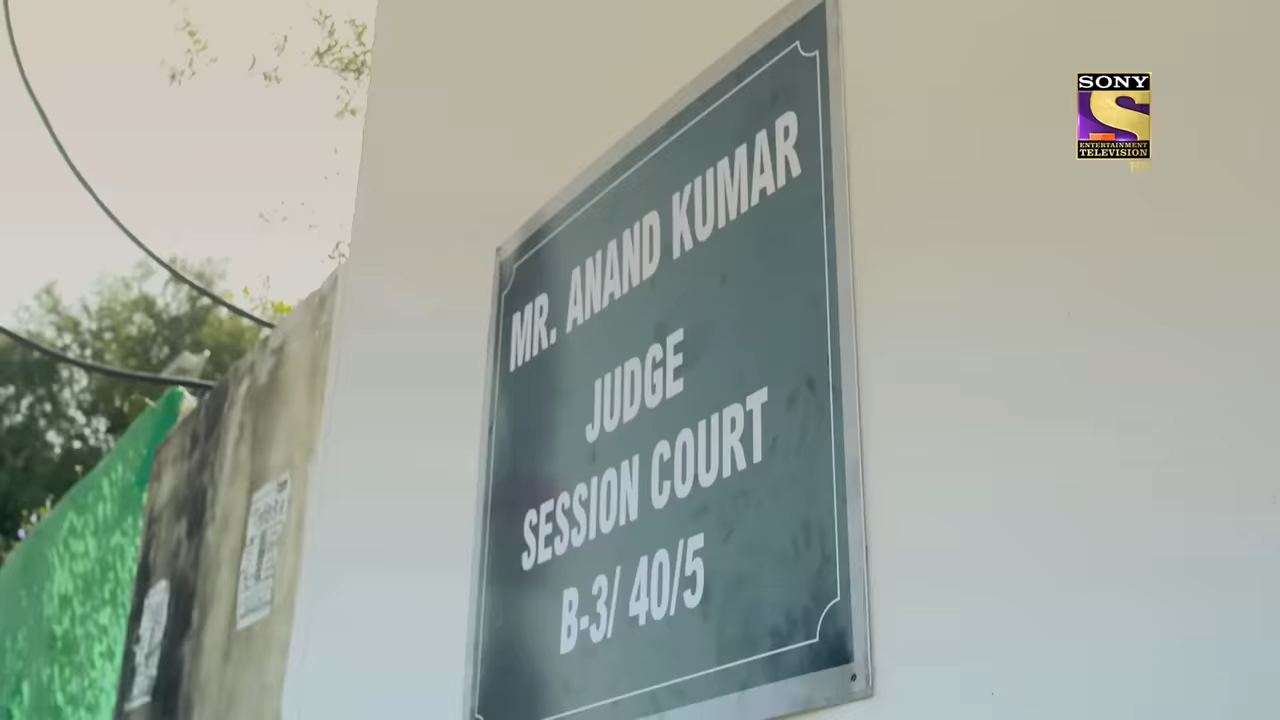 MR. ANAND KUMAR
JUDGE
SESSION COURT
B-3/ 40/5
SONY
ENTERTAINMENT
TELEVISION